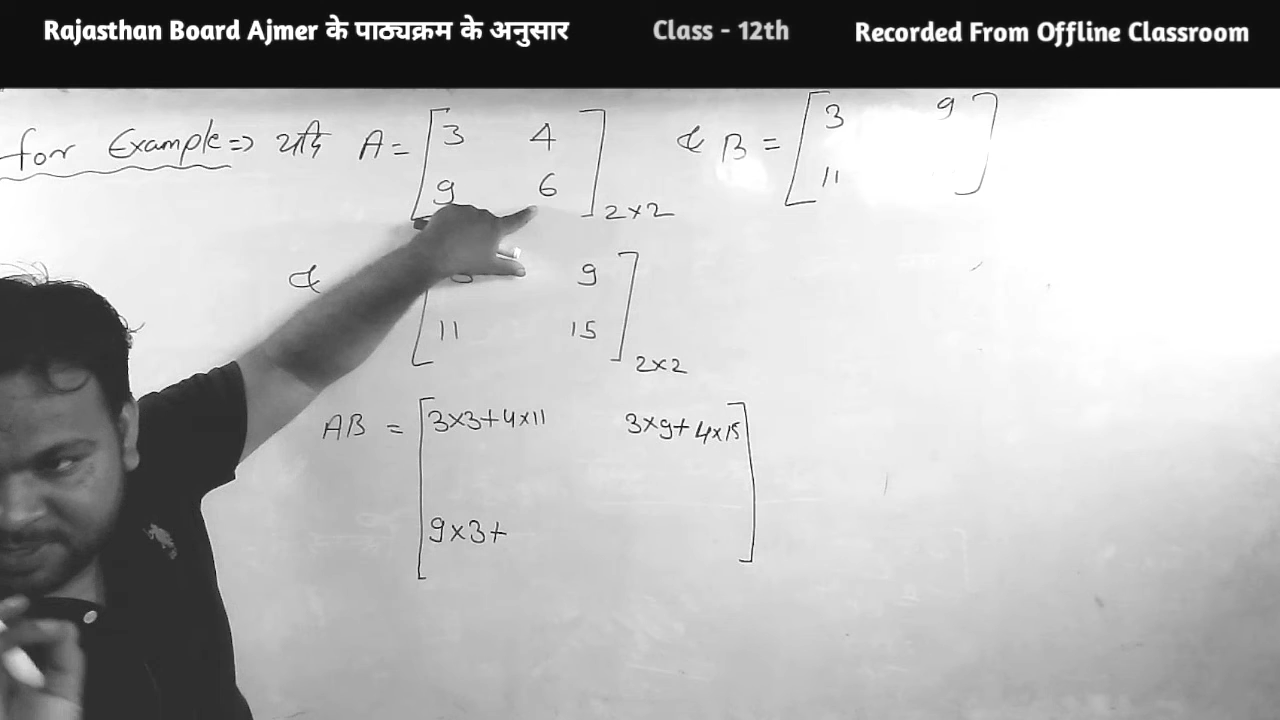 Rajasthan Board Ajmer के पाठ्यक्रम के अनुसार Class - 12th Recorded From Offline Classroom
for Example ⇒ यदि A = [3 4 & B = [3 9]
9 6]2×2 11
& 9
11 15]2×2
AB = [3×3+4×11 3×9+4×15]
9×3+